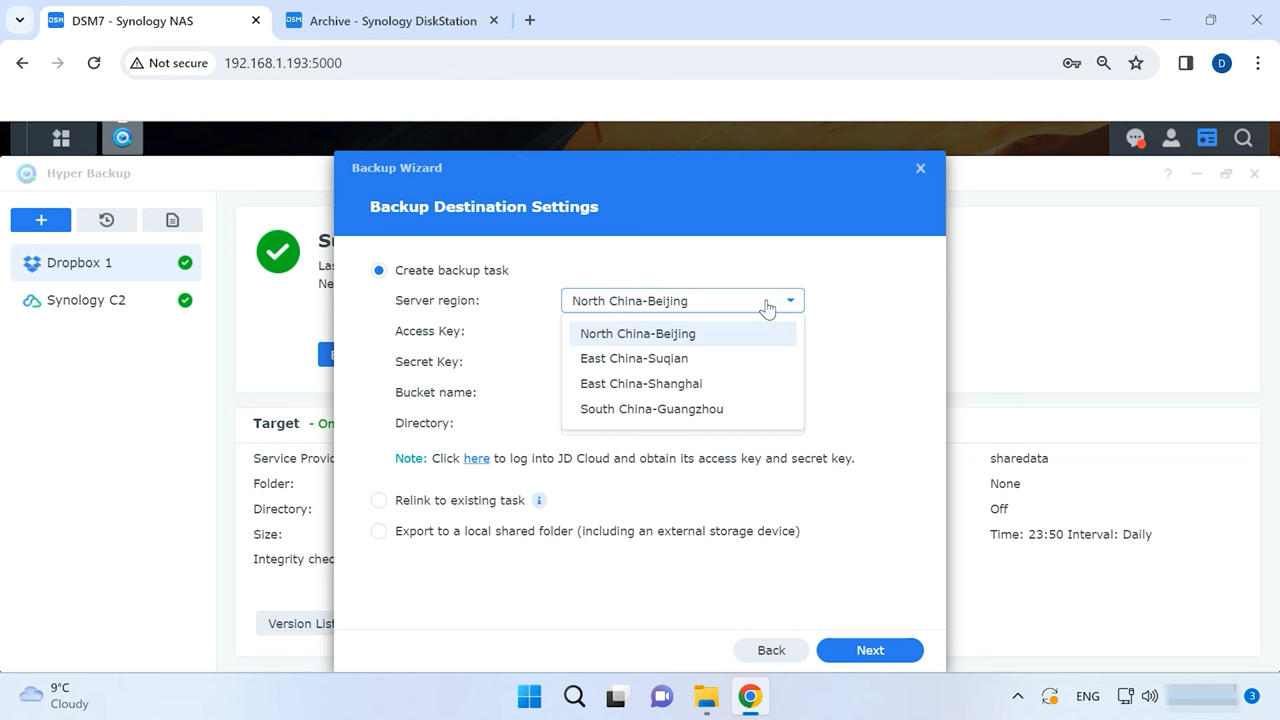 DSM7 - Synology NAS
Archive - Synology DiskStation
Not secure
192.168.1.193:5000
D
Hyper Backup
Backup Wizard
Backup Destination Settings
Dropbox 1
Synology C2
Create backup task
Server region:
North China-Beijing
Access Key:
North China-Beijing
Secret Key:
East China-Suqian
East China-Shanghai
Bucket name:
South China-Guangzhou
Directory:
Note: Click here to log into JD Cloud and obtain its access key and secret key.
Relink to existing task
Export to a local shared folder (including an external storage device)
Back
Next
Target
Folder:
Directory:
Size:
Integrity
sharedata
None
Off
Time: 23:50 Interval: Daily
Version
9°C
Cloudy
ENG
3